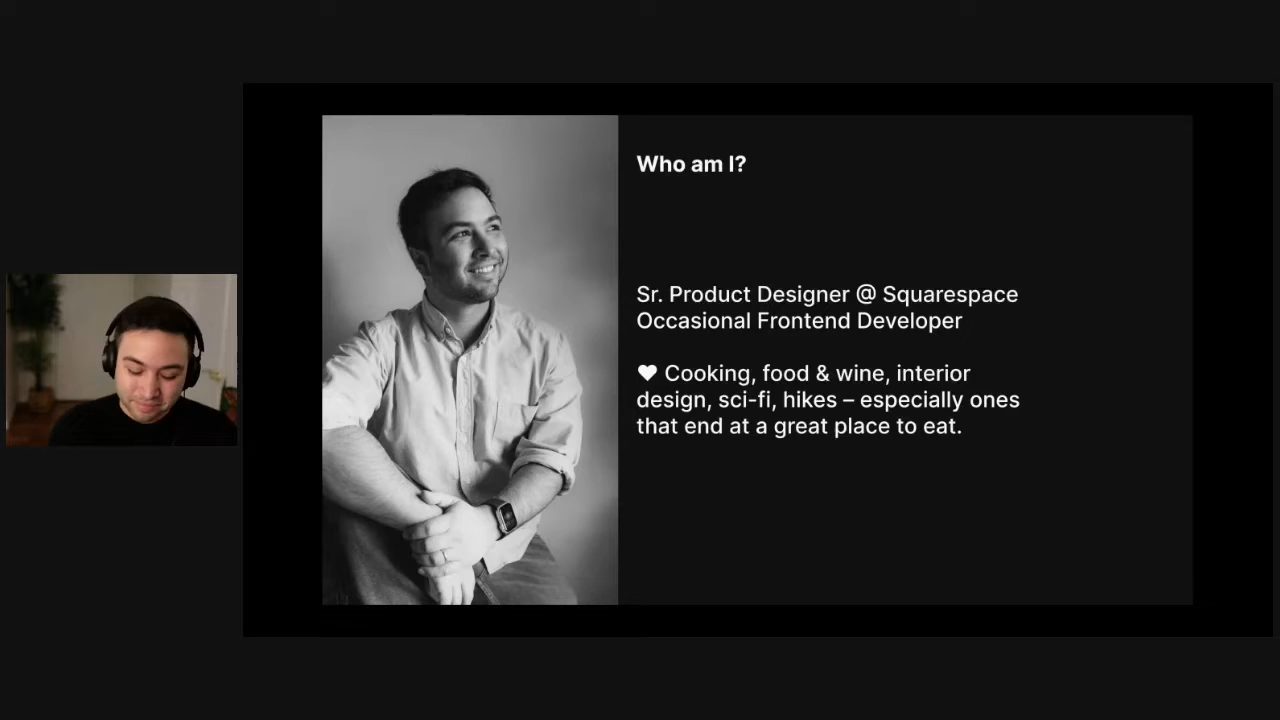 Who am I?
Sr. Product Designer @ Squarespace
Occasional Frontend Developer
♥ Cooking, food & wine, interior
design, sci-fi, hikes – especially ones
that end at a great place to eat.